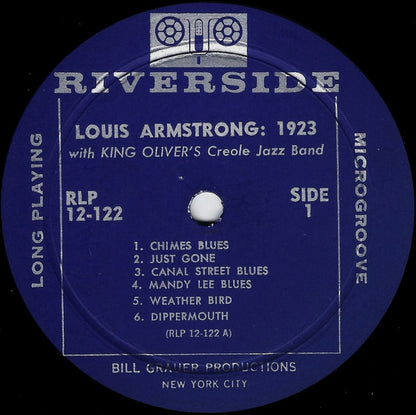 RIVERSIDE
LOUIS ARMSTRONG: 1923
with KING OLIVER'S Creole Jazz Band
LONG PLAYING
MICROGROOVE
RLP
12-122
SIDE
1
1. CHIMES BLUES
2. JUST GONE
3. CANAL STREET BLUES
4. MANDY LEE BLUES
5. WEATHER BIRD
6. DIPPERMOUTH
(RLP 12-122 A)
BILL GRAUER PRODUCTIONS
NEW YORK CITY